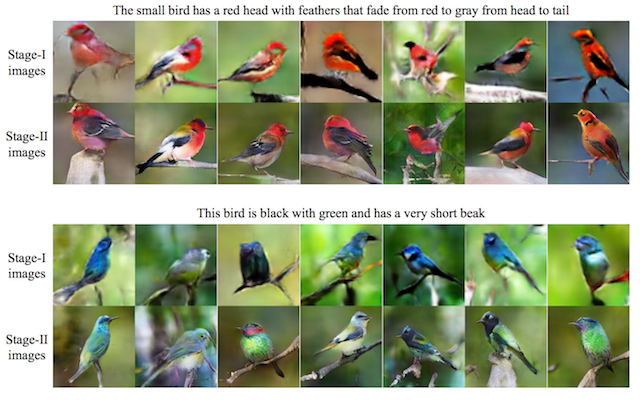 The small bird has a red head with feathers that fade from red to gray from head to tail
Stage-I
images
Stage-II
images
This bird is black with green and has a very short beak
Stage-I
images
Stage-II
images